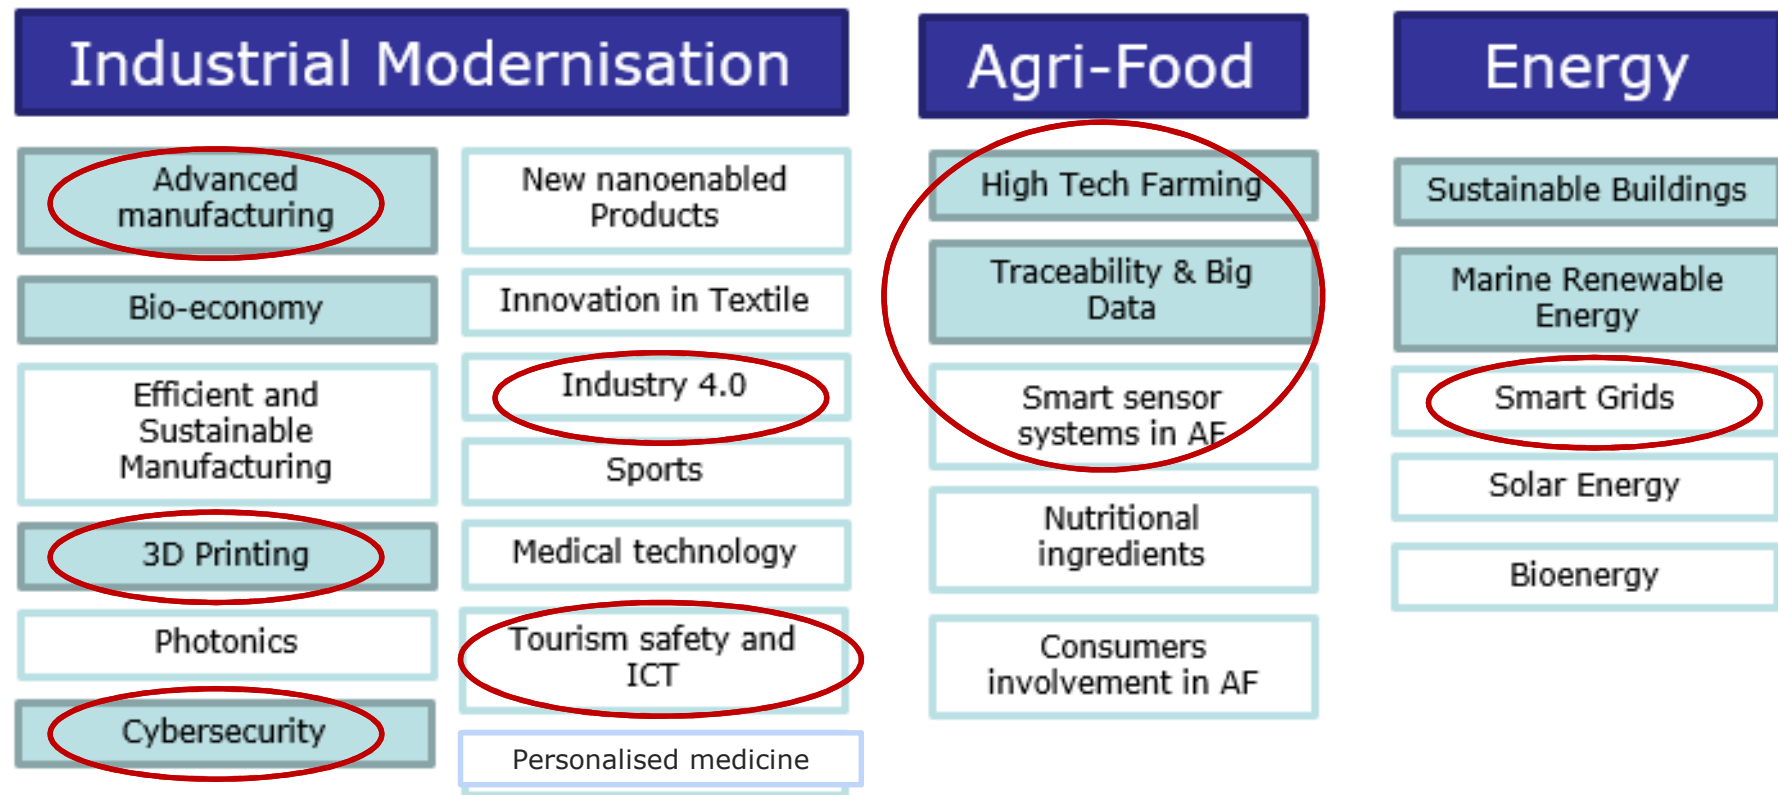 Industrial Modernisation
Advanced
manufacturing
Bio-economy
Efficient and
Sustainable
Manufacturing
3D Printing
Photonics
Cybersecurity
New nanoenabled
Products
Innovation in Textile
Industry 4.0
Sports
Medical technology
Tourism safety and
ICT
Personalised medicine
Agri-Food
High Tech Farming
Traceability & Big
Data
Smart sensor
systems in AF
Nutritional
ingredients
Consumers
involvement in AF
Energy
Sustainable Buildings
Marine Renewable
Energy
Smart Grids
Solar Energy
Bioenergy